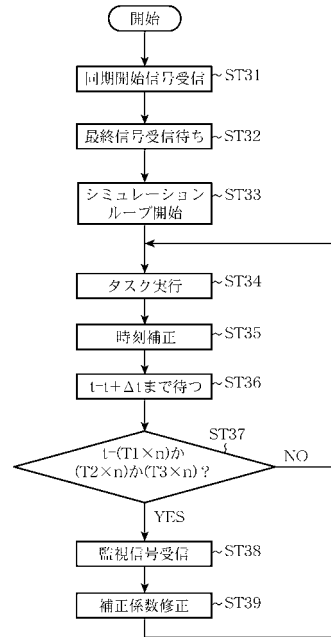 開始
同期開始信号受信
ST31
最終信号受信待ち
ST32
シミュレーション
ループ開始
ST33
タスク実行
ST34
時刻補正
ST35
t=t+Δtまで待つ
ST36
ST37
t=(T1×n)か
(T2×n)か(T3×n)?
NO
YES
監視信号受信
ST38
補正係数修正
ST39